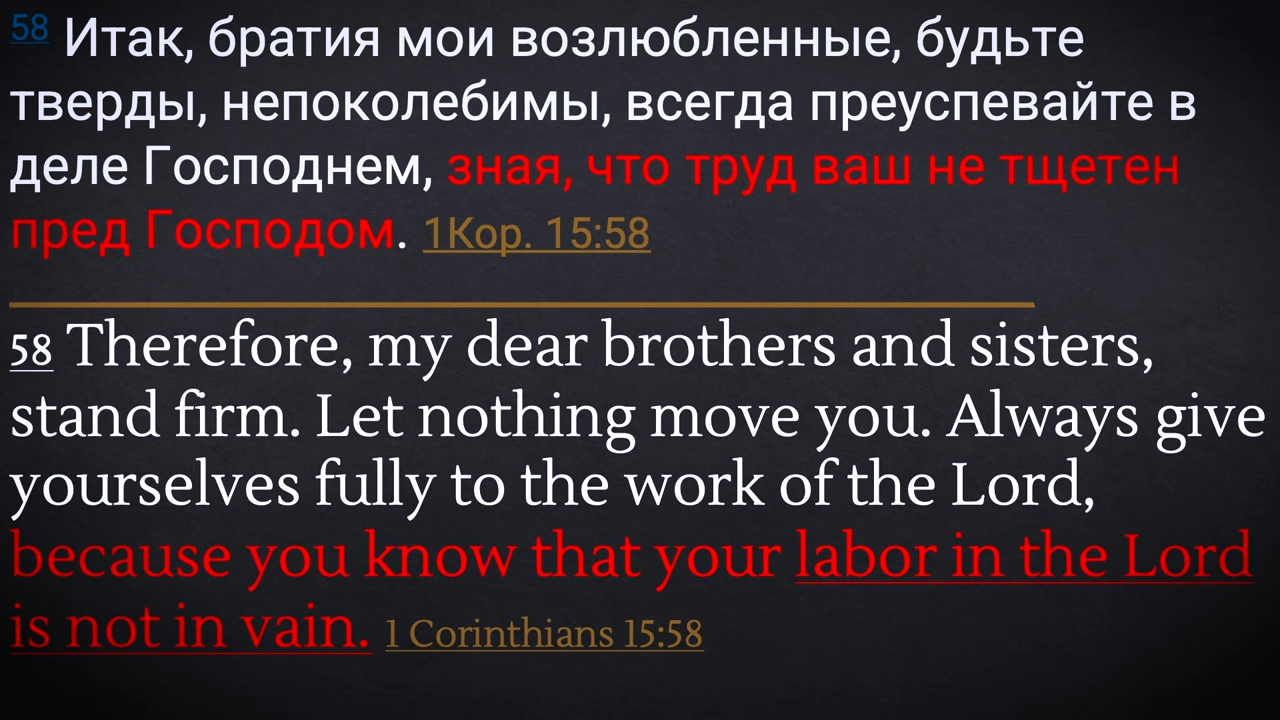 58 Итак, братия мои возлюбленные, будьте
тверды, непоколебимы, всегда преуспевайте в
деле Господнем, зная, что труд ваш не тщетен
пред Господом. 1Кор. 15:58
58 Therefore, my dear brothers and sisters,
stand firm. Let nothing move you. Always give
yourselves fully to the work of the Lord,
because you know that your labor in the Lord
is not in vain. 1 Corinthians 15:58